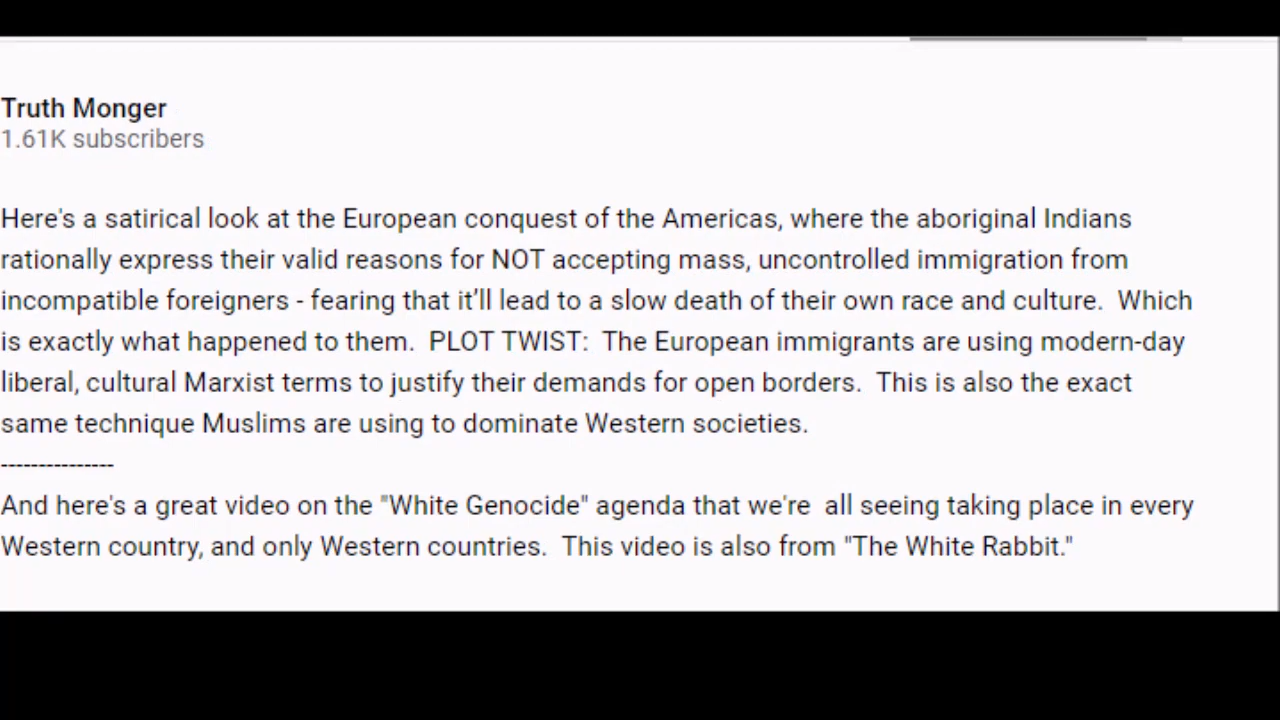 Truth Monger
1.61K subscribers
Here's a satirical look at the European conquest of the Americas, where the aboriginal Indians
rationally express their valid reasons for NOT accepting mass, uncontrolled immigration from
incompatible foreigners - fearing that it’ll lead to a slow death of their own race and culture.  Which
is exactly what happened to them.  PLOT TWIST:  The European immigrants are using modern-day
liberal, cultural Marxist terms to justify their demands for open borders.  This is also the exact
same technique Muslims are using to dominate Western societies.
---------------
And here's a great video on the "White Genocide" agenda that we're  all seeing taking place in every
Western country, and only Western countries.  This video is also from "The White Rabbit."